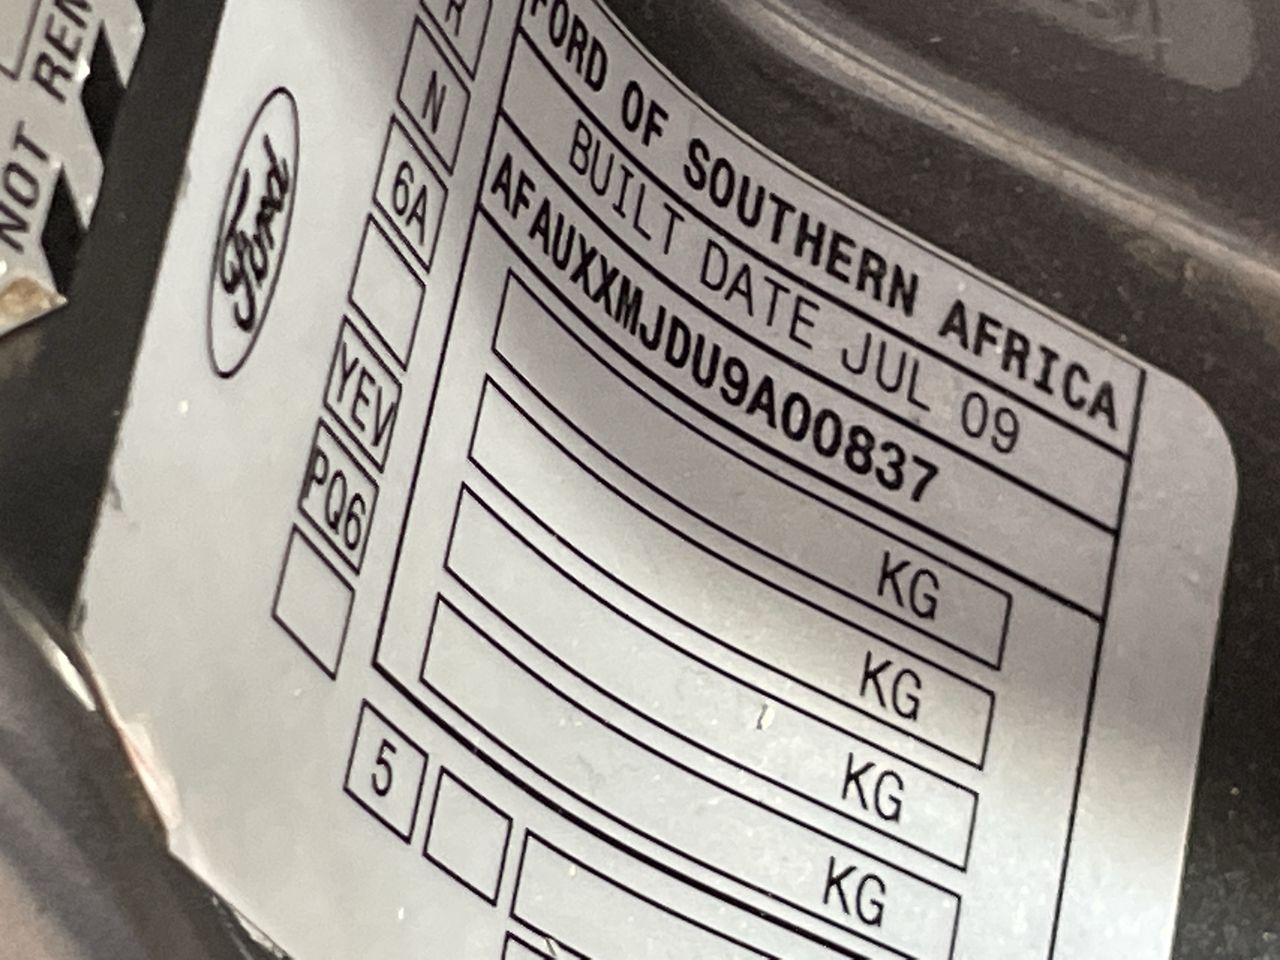 NOT REM
Ford
R
N
6A
YEV
PQ6
5
FORD OF SOUTHERN AFRICA
BUILT DATE JUL 09
AFAUXXMJDU9A00837
KG
KG
KG
KG